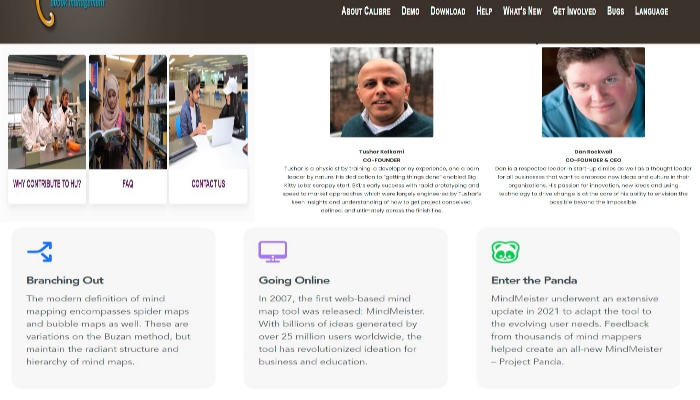 ebook management
About Calibre Demo Download Help What's New Get Involved Bugs Language
WHY CONTRIBUTE TO HU?
FAQ
CONTACT US
Tushar Kulkarni
CO-FOUNDER
Tushar is a physicist by training, a developer by experience, and a born
leader by nature. His dedication to "getting things done" enabled Big
Kitty Labs' scrappy start. BKL's early success with rapid prototyping and
speed to market approaches which were largely engineered by Tushar's
keen insights and understanding of how to get project conceived,
defined, and ultimately across the finish line.
Dan Rockwell
CO-FOUNDER & CEO
Dan is a respected leader in start-up circles as well as a thought leader
for all businesses that want to embrace new ideas and culture in their
organizations. His passion for innovation, new ideas and using
technology to drive change is at the core of his ability to envision the
possible beyond the impossible.
Branching Out
The modern definition of mind
mapping encompasses spider maps
and bubble maps as well. These are
variations on the Buzan method, but
maintain the radiant structure and
hierarchy of mind maps.
Going Online
In 2007, the first web-based mind
map tool was released: MindMeister.
With billions of ideas generated by
over 25 million users worldwide, the
tool has revolutionized ideation for
business and education.
Enter the Panda
MindMeister underwent an extensive
update in 2021 to adapt the tool to
the evolving user needs. Feedback
from thousands of mind mappers
helped create an all-new MindMeister
– Project Panda.